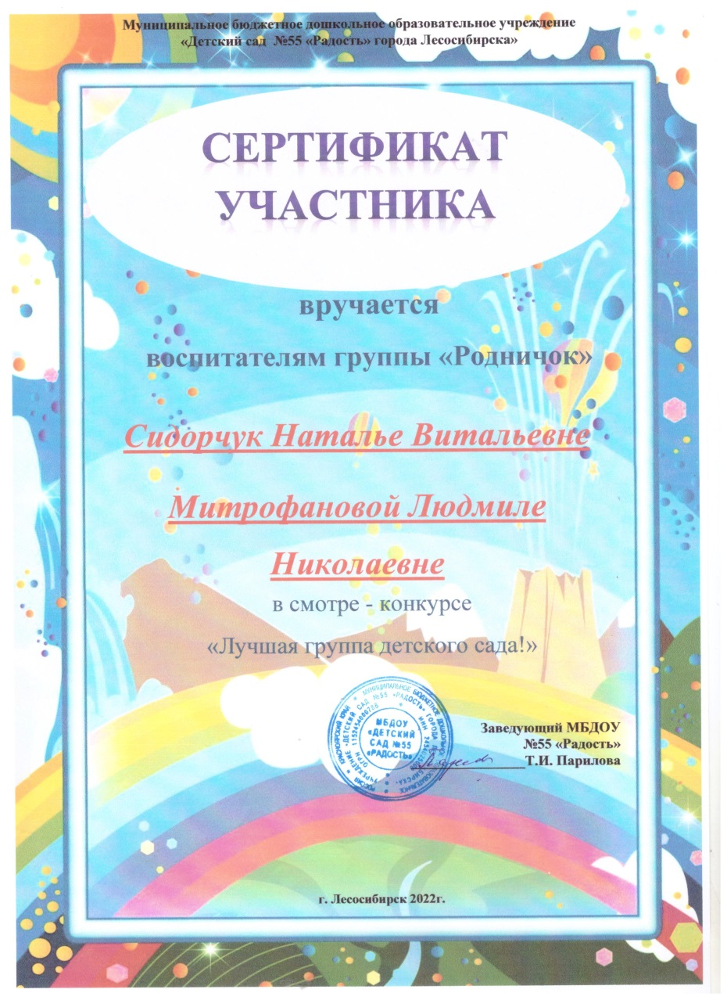 Муниципальное бюджетное дошкольное образовательное учреждение
«Детский сад №55 «Радость» города Лесосибирска»
СЕРТИФИКАТ
УЧАСТНИКА
вручается
воспитателям группы «Родничок»
Сидорчук Наталье Витальевне
Митрофановой Людмиле
Николаевне
в смотре - конкурсе
«Лучшая группа детского сада!»
МБДОУ
«ДЕТСКИЙ
САД №55
«РАДОСТЬ»
Заведующий МБДОУ
№55 «Радость»
Т.И. Парилова
г. Лесосибирск 2022г.